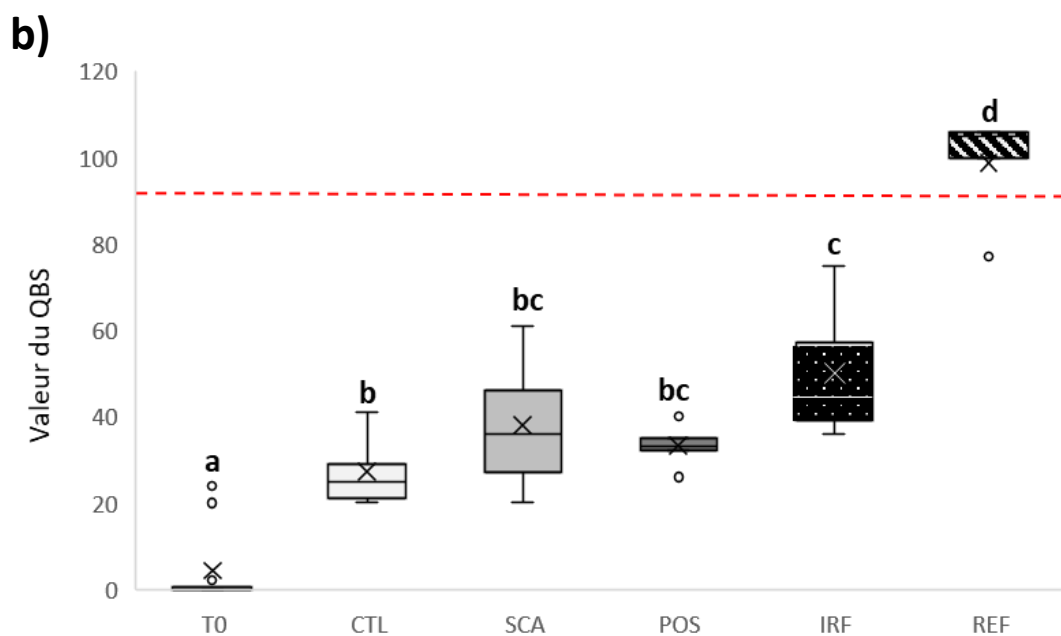 b)
120
100
80
60
40
20
0
Valeur du QBS
a
b
bc
bc
c
d
T0 CTL SCA POS IRF REF